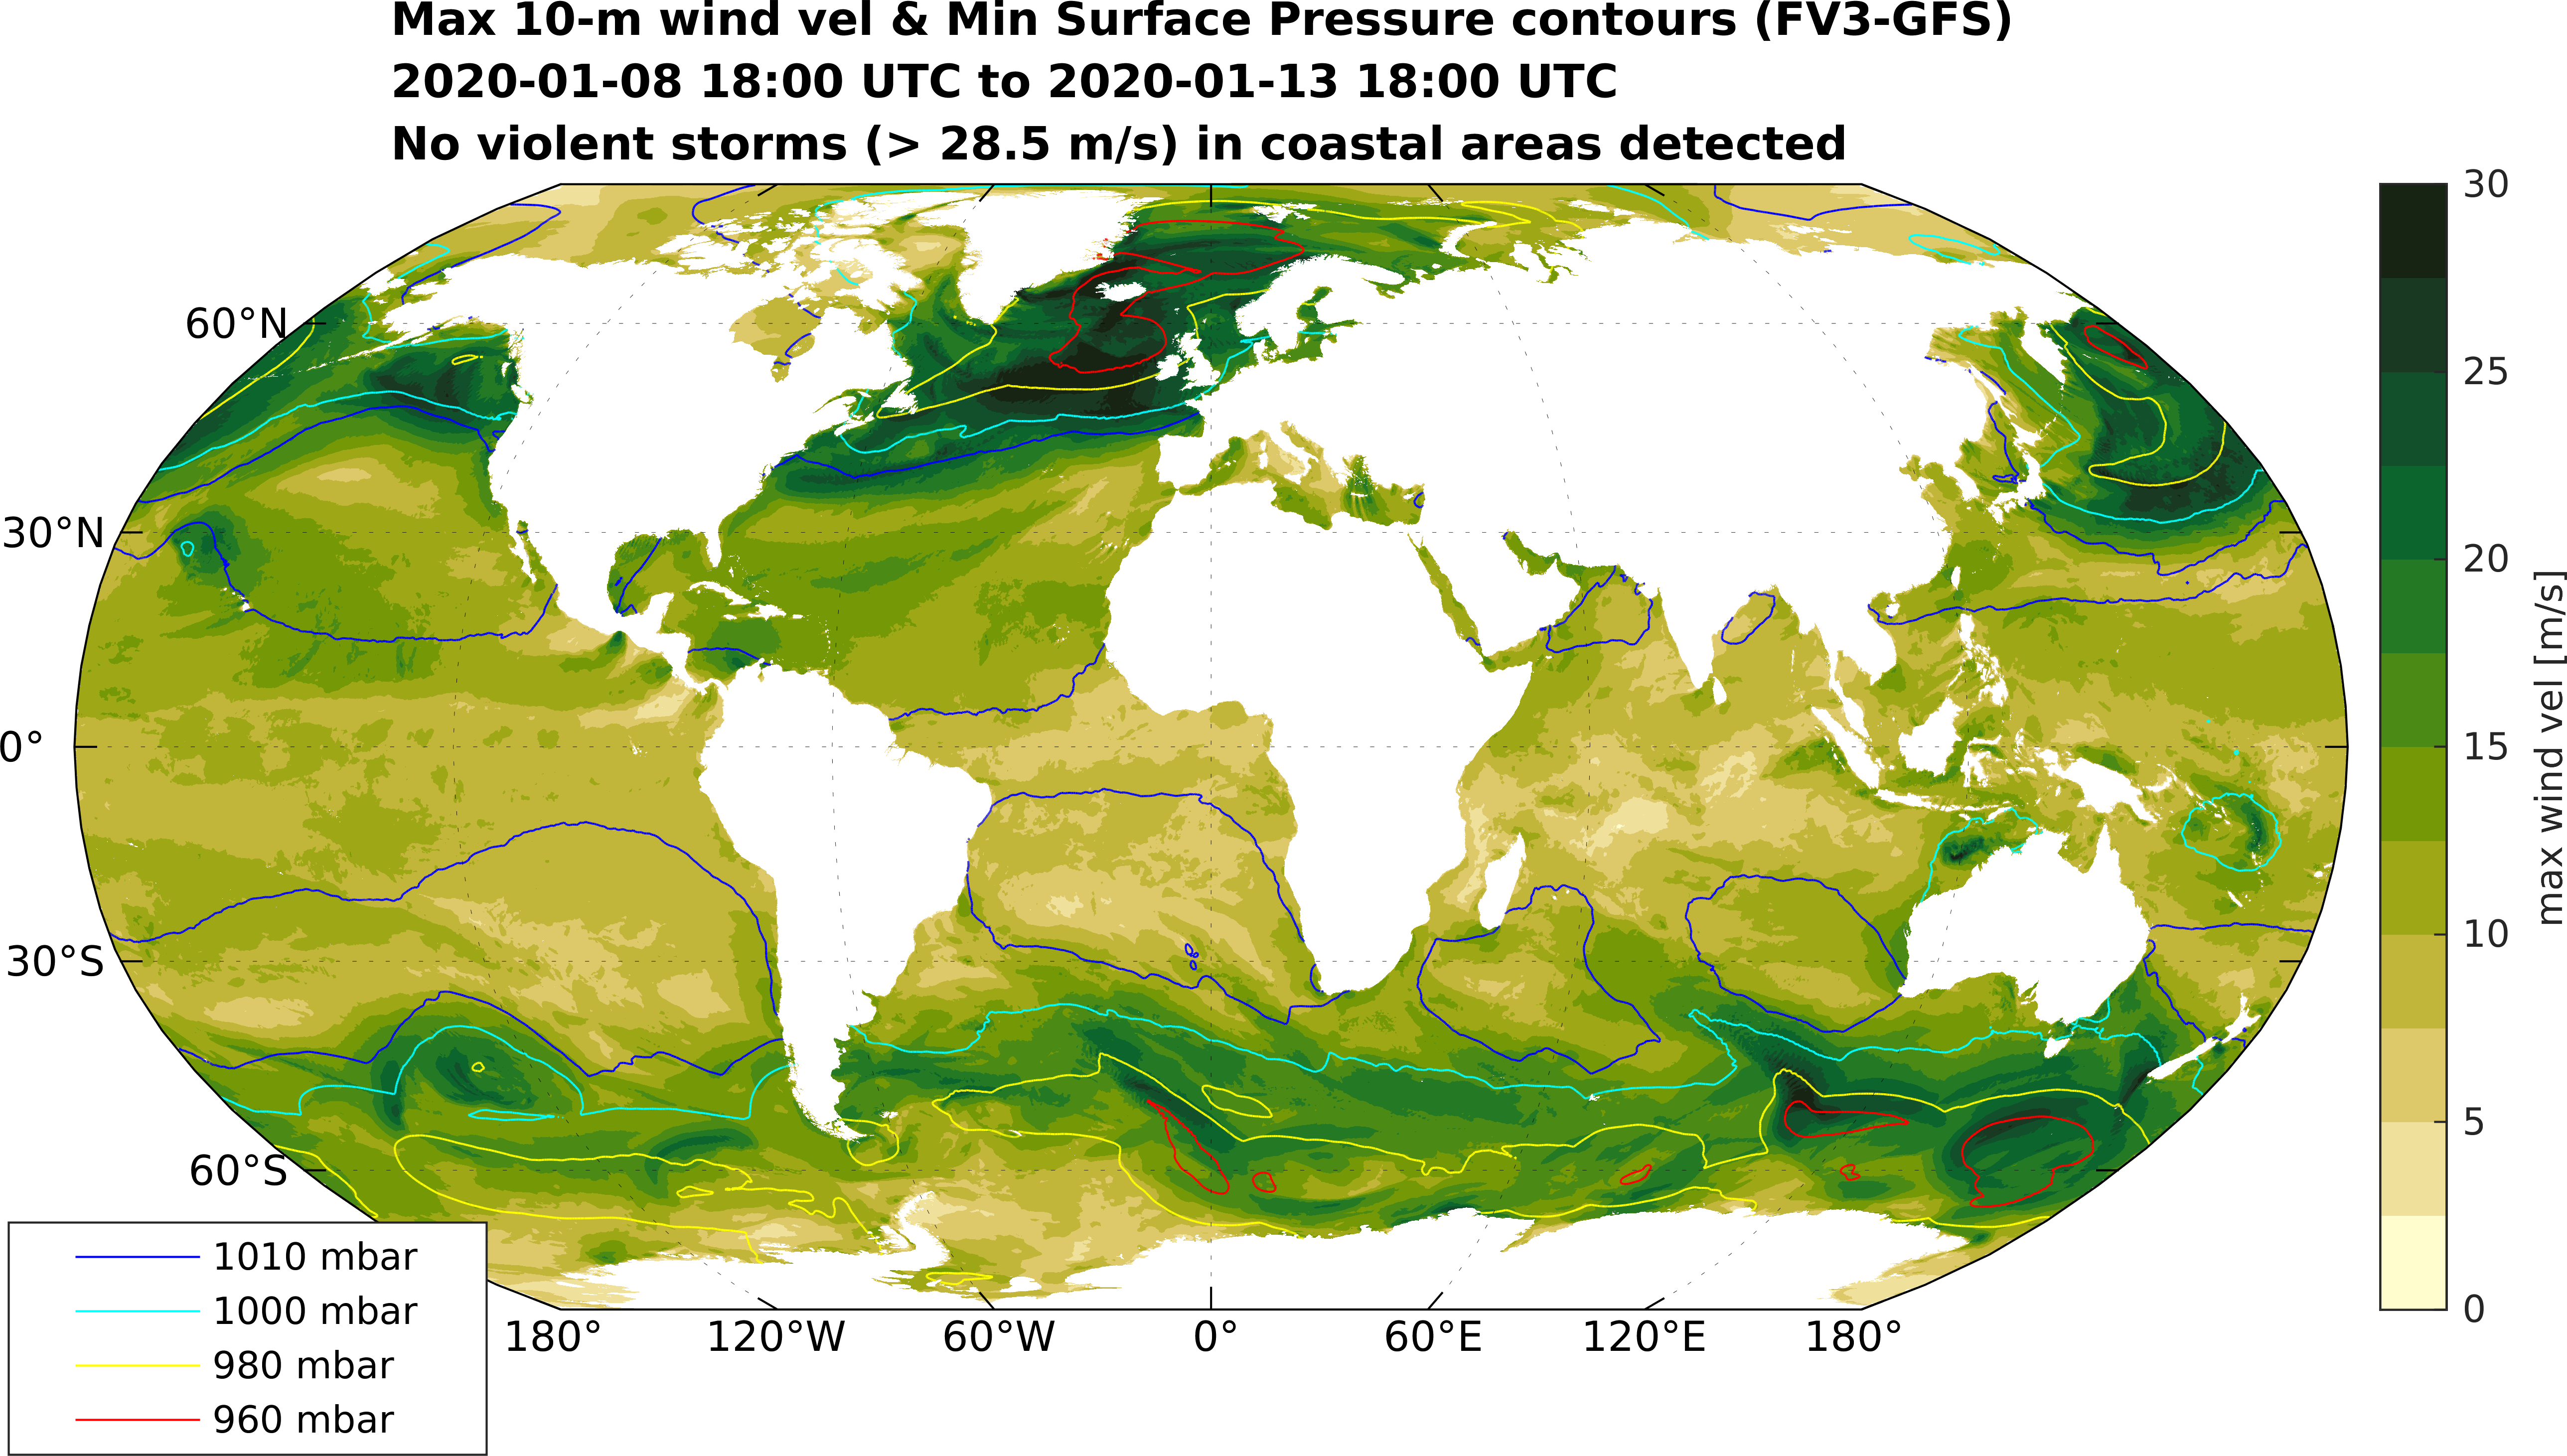 Max 10-m wind vel & Min Surface Pressure contours (FV3-GFS)
2020-01-08 18:00 UTC to 2020-01-13 18:00 UTC
No violent storms (> 28.5 m/s) in coastal areas detected
60°N
30°N
0°
30°S
60°S
180°
120°W
60°W
0°
60°E
120°E
180°
1010 mbar
1000 mbar
980 mbar
960 mbar
30
25
20
15
10
5
0
max wind vel [m/s]